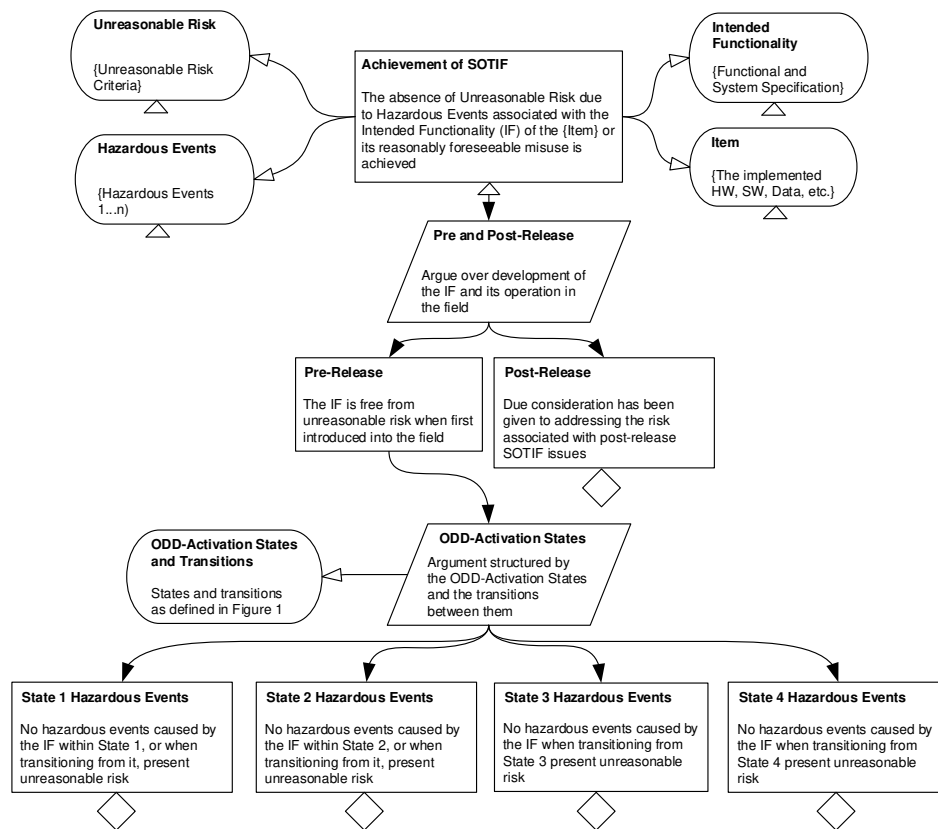 Unreasonable Risk
{Unreasonable Risk
Criteria}
Hazardous Events
{Hazardous Events
1...n)
Achievement of SOTIF
The absence of Unreasonable Risk due
to Hazardous Events associated with the
Intended Functionality (IF) of the {Item} or
its reasonably foreseeable misuse is
achieved
Intended
Functionality
{Functional and
System Specification}
Item
{The implemented
HW, SW, Data, etc.}
Pre and Post-Release
Argue over development of
the IF and its operation in
the field
Pre-Release
The IF is free from
unreasonable risk when first
introduced into the field
Post-Release
Due consideration has been
given to addressing the risk
associated with post-release
SOTIF issues
ODD-Activation States
and Transitions
States and transitions
as defined in Figure 1
ODD-Activation States
Argument structured by
the ODD-Activation States
and the transitions
between them
State 1 Hazardous Events
No hazardous events caused by
the IF within State 1, or when
transitioning from it, present
unreasonable risk
State 2 Hazardous Events
No hazardous events caused by
the IF within State 2, or when
transitioning from it, present
unreasonable risk
State 3 Hazardous Events
No hazardous events caused by
the IF when transitioning from
State 3 present unreasonable
risk
State 4 Hazardous Events
No hazardous events caused by
the IF when transitioning from
State 4 present unreasonable
risk